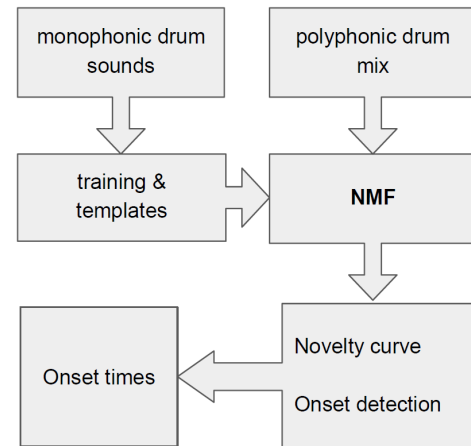 monophonic drum
sounds
polyphonic drum
mix
training &
templates
NMF
Novelty curve
Onset detection
Onset times